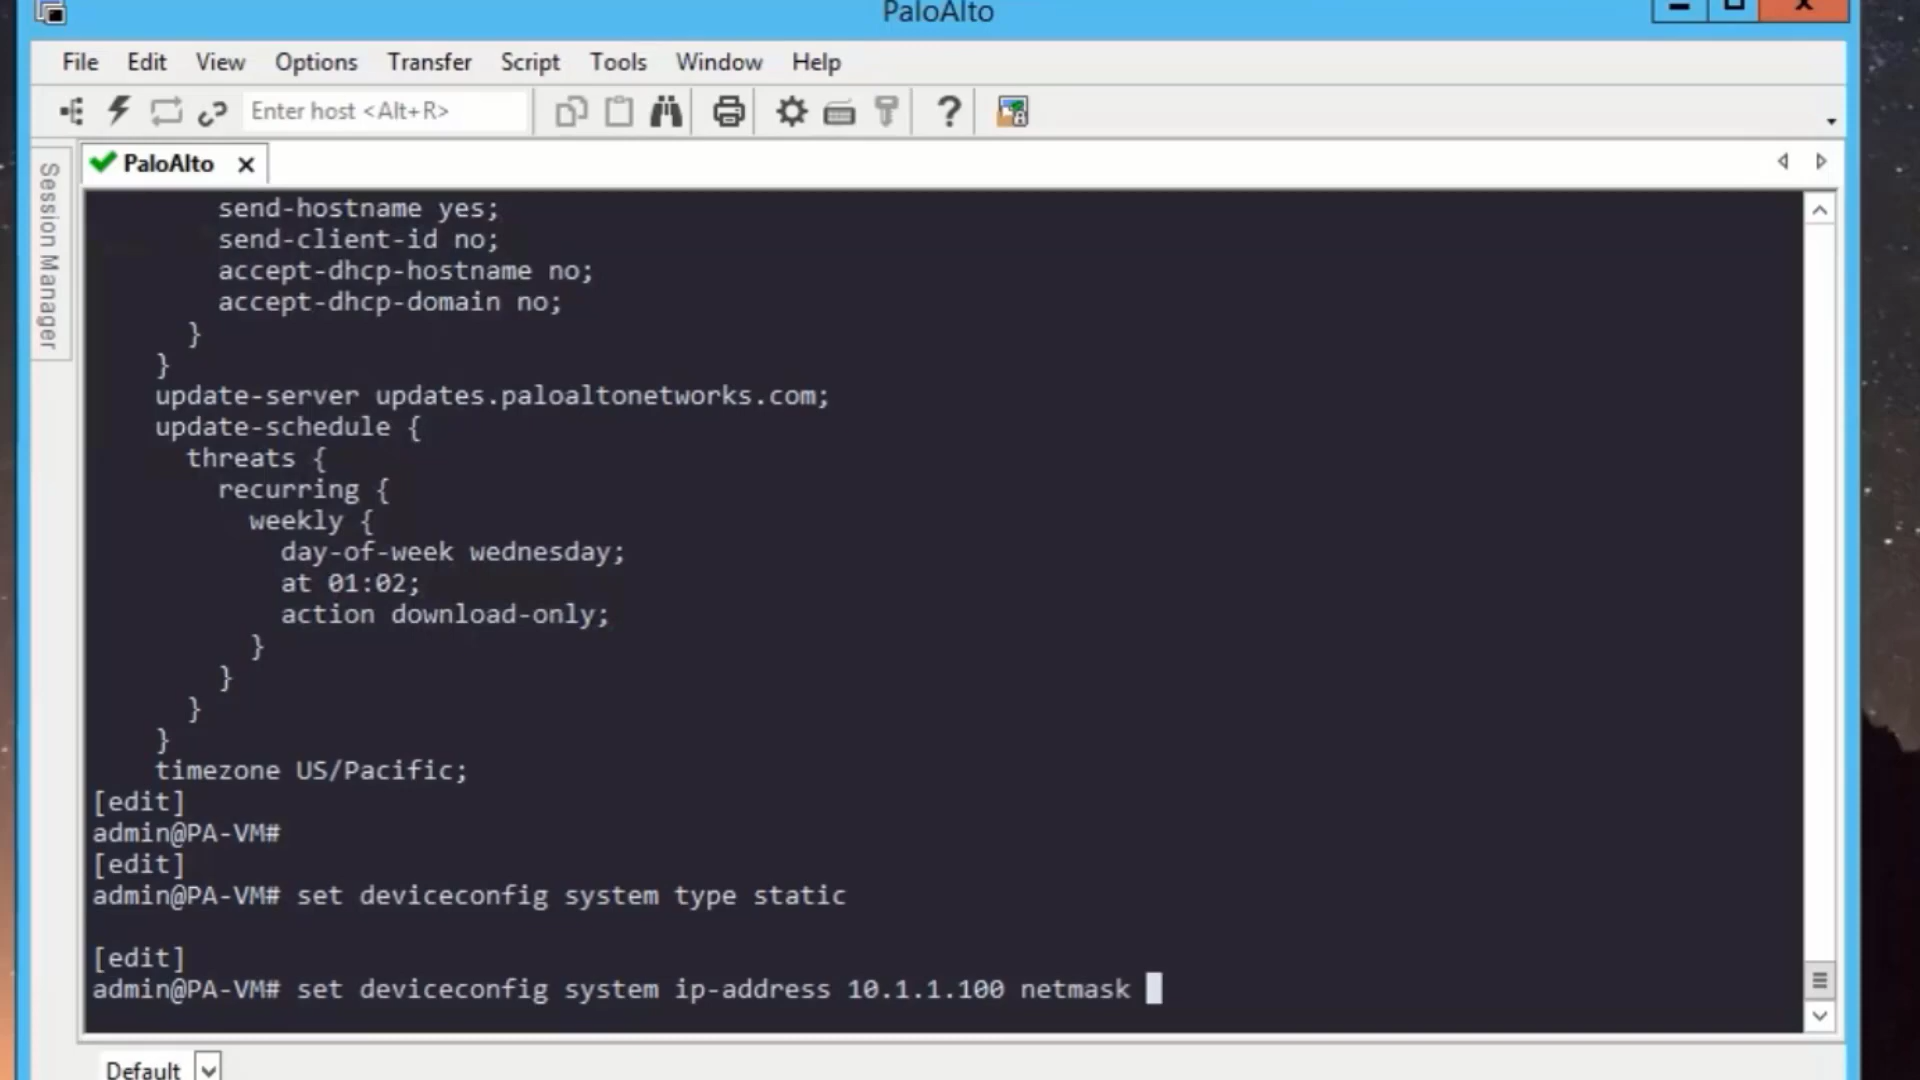 PaloAlto
File Edit View Options Transfer Script Tools Window Help
Enter host <Alt+R>
PaloAlto
Session Manager
send-hostname yes;
send-client-id no;
accept-dhcp-hostname no;
accept-dhcp-domain no;
}
}
update-server updates.paloaltonetworks.com;
update-schedule {
threats {
recurring {
weekly {
day-of-week wednesday;
at 01:02;
action download-only;
}
}
}
}
timezone US/Pacific;
[edit]
admin@PA-VM#
[edit]
admin@PA-VM# set deviceconfig system type static
[edit]
admin@PA-VM# set deviceconfig system ip-address 10.1.1.100 netmask
Default